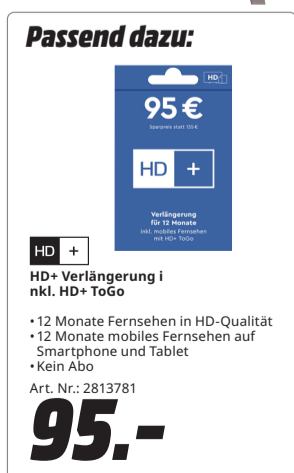 Passend dazu:
HD
95 €
Sparpreis statt 135 €
HD +
Verlängerung
für 12 Monate
inkl. mobiles Fernsehen
mit HD+ ToGo
HD +
HD+ Verlängerung i
nkl. HD+ ToGo
• 12 Monate Fernsehen in HD-Qualität
• 12 Monate mobiles Fernsehen auf
Smartphone und Tablet
• Kein Abo
Art. Nr.: 2813781
95.-